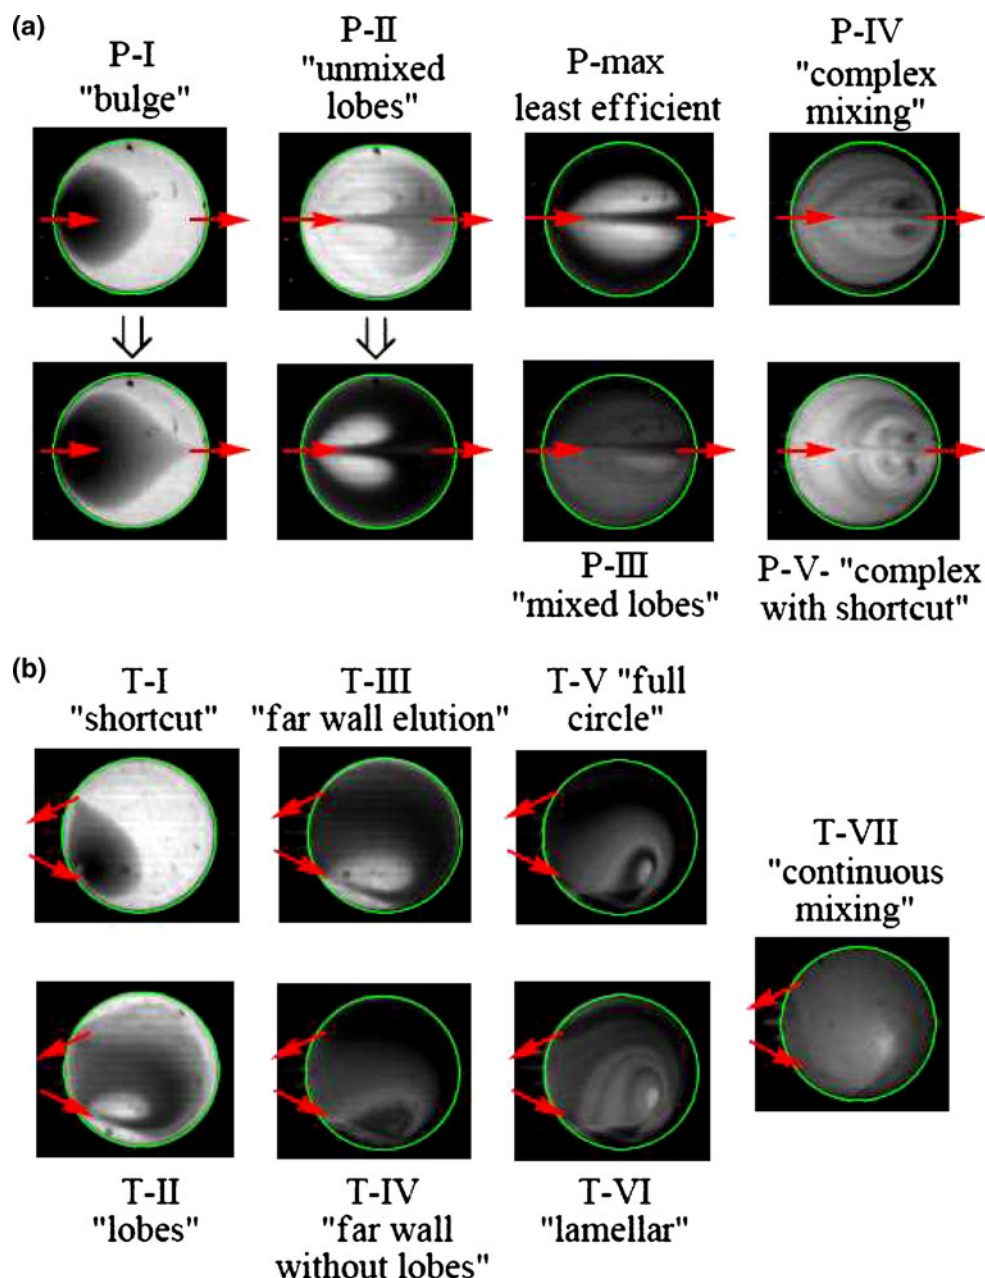 (a)
P-I
"bulge"
P-II
"unmixed
lobes"
P-max
least efficient
P-IV
"complex
mixing"
P-III
"mixed lobes"
P-V- "complex
with shortcut"
(b)
T-I
"shortcut"
T-III
"far wall elution"
T-V "full
circle"
T-VII
"continuous
mixing"
T-II
"lobes"
T-IV
"far wall
without lobes"
T-VI
"lamellar"